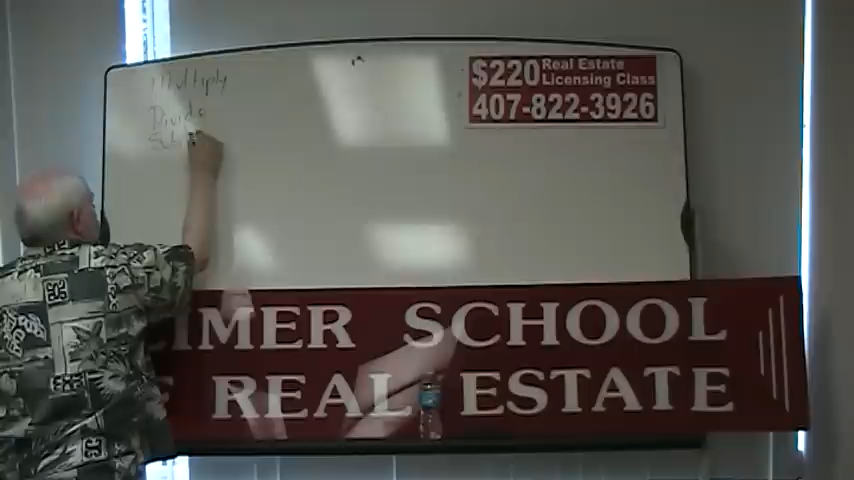 Multiply
Divide
$220 Real Estate
Licensing Class
407-822-3926
IMER SCHOOL
REAL ESTATE